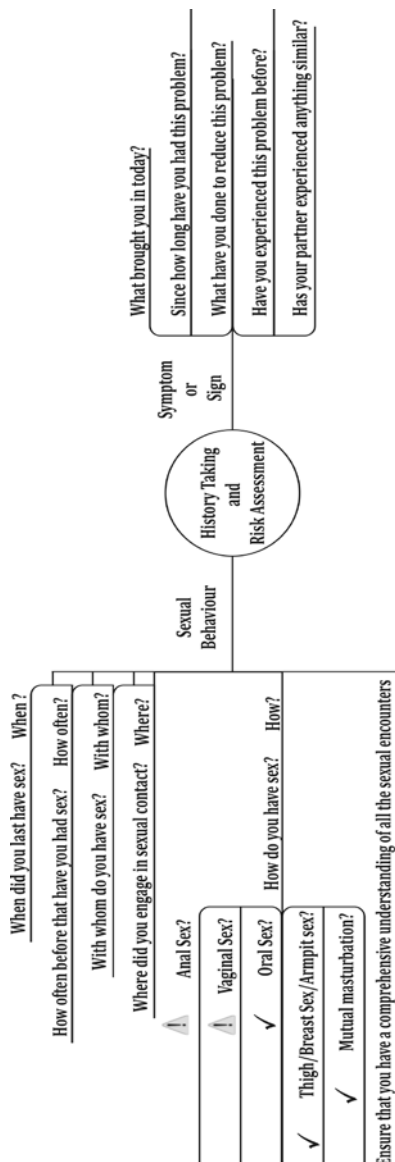 When did you last have sex? When ?
How often before that have you had sex? How often?
With whom do you have sex? With whom?
Where did you engage in sexual contact? Where?
Anal Sex?
Vaginal Sex?
Oral Sex?
How do you have sex? How?
Thigh/Breast Sex/Armpit sex?
Mutual masturbation?
Ensure that you have a comprehensive understanding of all the sexual encounters
Sexual
Behaviour
History Taking
and
Risk Assessment
Symptom
or
Sign
What brought you in today?
Since how long have you had this problem?
What have you done to reduce this problem?
Have you experienced this problem before?
Has your partner experienced anything similar?